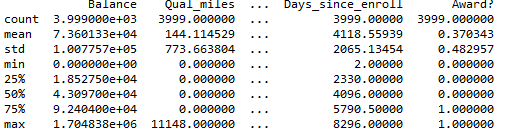 Balance Qual_miles ... Days_since_enroll Award?
count 3.999000e+03 3999.000000 ... 3999.00000 3999.000000
mean 7.360133e+04 144.114529 ... 4118.55939 0.370343
std 1.007757e+05 773.663804 ... 2065.13454 0.482957
min 0.000000e+00 0.000000 ... 2.00000 0.000000
25% 1.852750e+04 0.000000 ... 2330.00000 0.000000
50% 4.309700e+04 0.000000 ... 4096.00000 0.000000
75% 9.240400e+04 0.000000 ... 5790.50000 1.000000
max 1.704838e+06 11148.000000 ... 8296.00000 1.000000